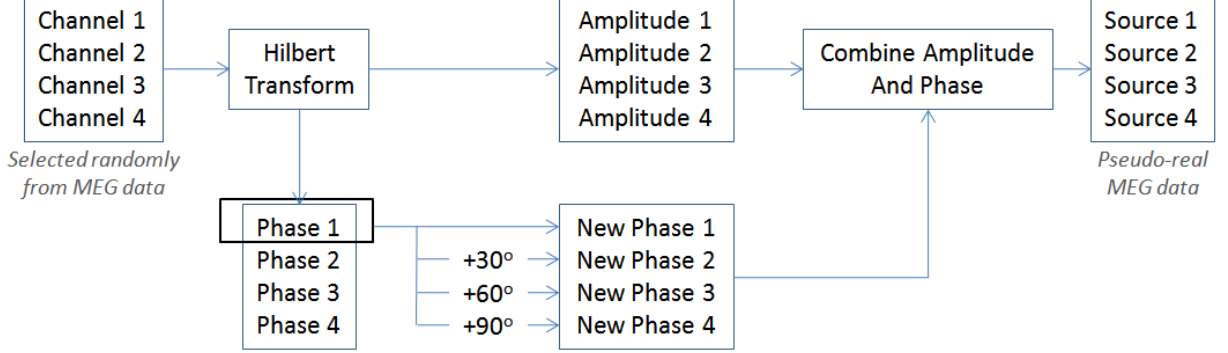 Channel 1
Channel 2
Channel 3
Channel 4
Selected randomly
from MEG data
Hilbert
Transform
Amplitude 1
Amplitude 2
Amplitude 3
Amplitude 4
Combine Amplitude
And Phase
Source 1
Source 2
Source 3
Source 4
Pseudo-real
MEG data
Phase 1
Phase 2
Phase 3
Phase 4
+30º
+60º
+90º
New Phase 1
New Phase 2
New Phase 3
New Phase 4